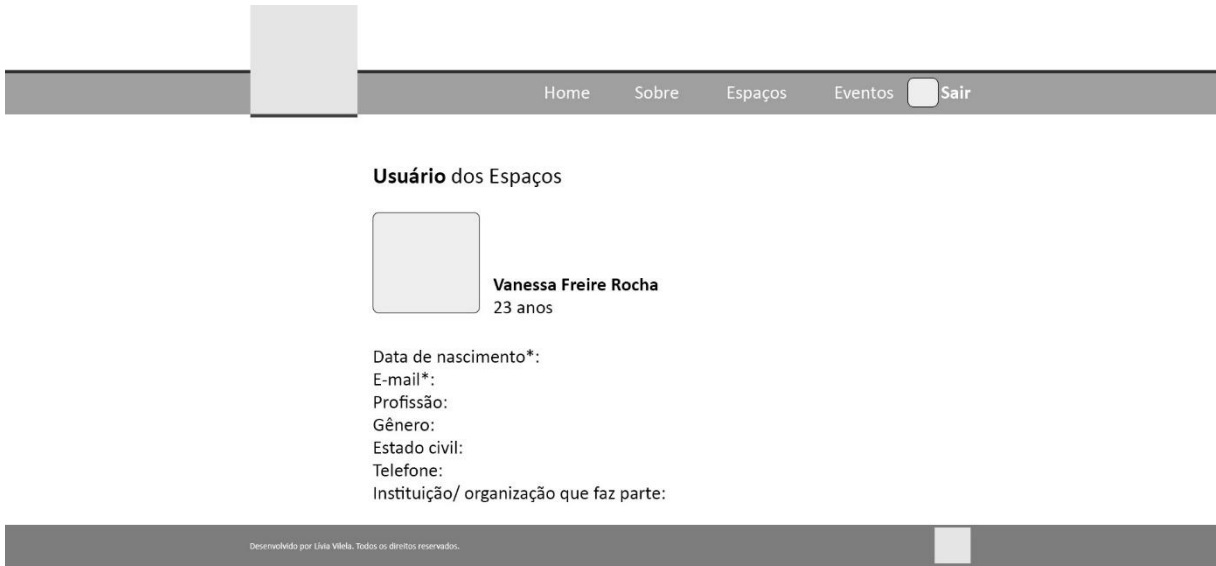 Home Sobre Espaços Eventos Sair
Usuário dos Espaços
Vanessa Freire Rocha
23 anos
Data de nascimento*:
E-mail*:
Profissão:
Gênero:
Estado civil:
Telefone:
Instituição/ organização que faz parte:
Desenvolvido por Lívia Vilela. Todos os direitos reservados.